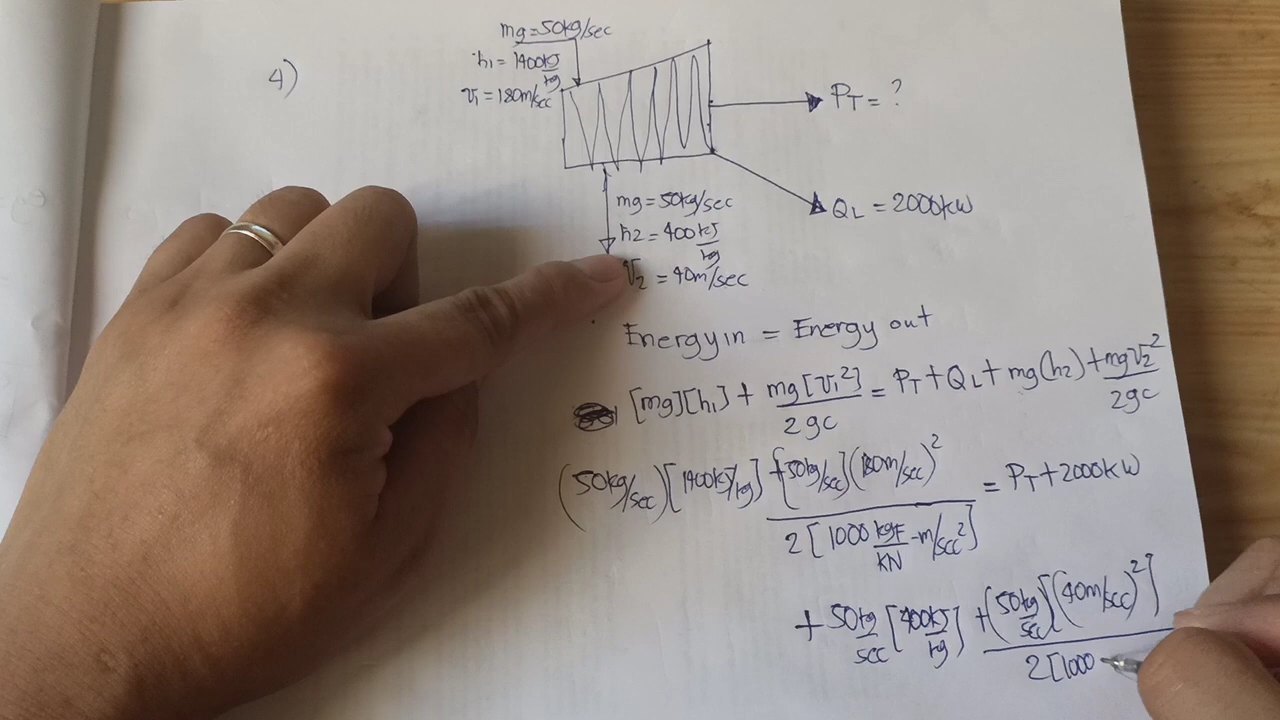 4)
mg=50kg/sec
h1 = 1400kJ/kg
v1 = 180m/sec
PT = ?
QL = 2000kW
mg = 50kg/sec
h2 = 400kJ/kg
v2 = 40m/sec
Energy in = Energy out
[mg][h1] + mg[v1²]/2gc = PT + QL + mg(h2) + mgv2²/2gc
(50kg/sec)[1400kJ/kg] + [50kg/sec](180m/sec)²/2[1000 kgF/KN-m/sec²] = PT + 2000kW
+ 50kg/sec [400kJ/kg] + (50kg/sec)(40m/sec)²]/2[1000